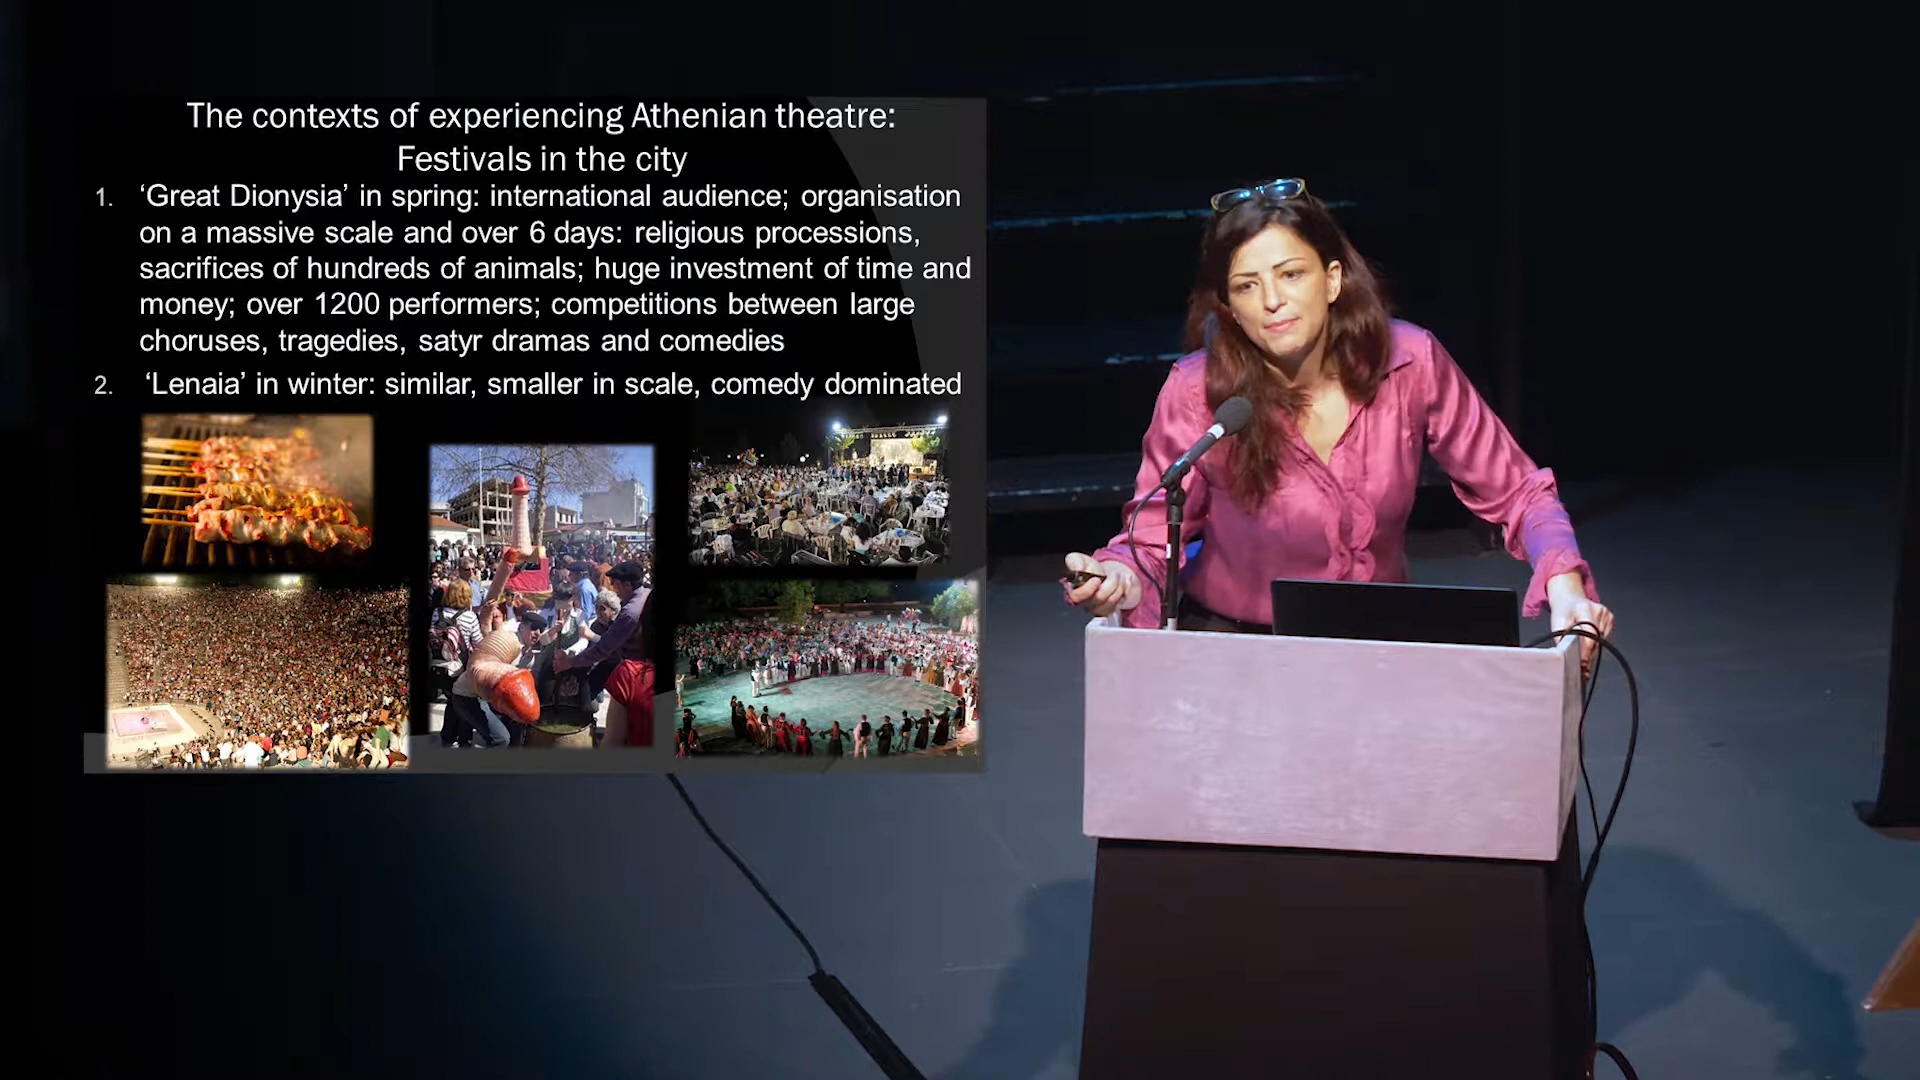 The contexts of experiencing Athenian theatre:
Festivals in the city
1. ‘Great Dionysia’ in spring: international audience; organisation
on a massive scale and over 6 days: religious processions,
sacrifices of hundreds of animals; huge investment of time and
money; over 1200 performers; competitions between large
choruses, tragedies, satyr dramas and comedies
2. ‘Lenaia’ in winter: similar, smaller in scale, comedy dominated